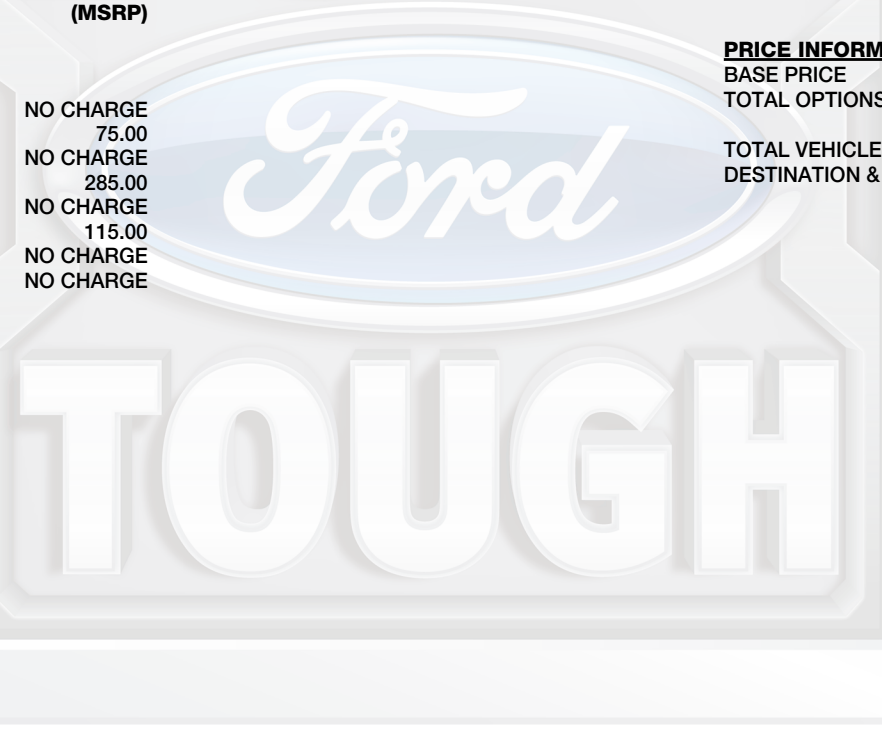 (MSRP)
NO CHARGE
75.00
NO CHARGE
285.00
NO CHARGE
115.00
NO CHARGE
NO CHARGE
PRICE INFORM
BASE PRICE
TOTAL OPTIONS
TOTAL VEHICLE
DESTINATION &
Ford
TOUGH